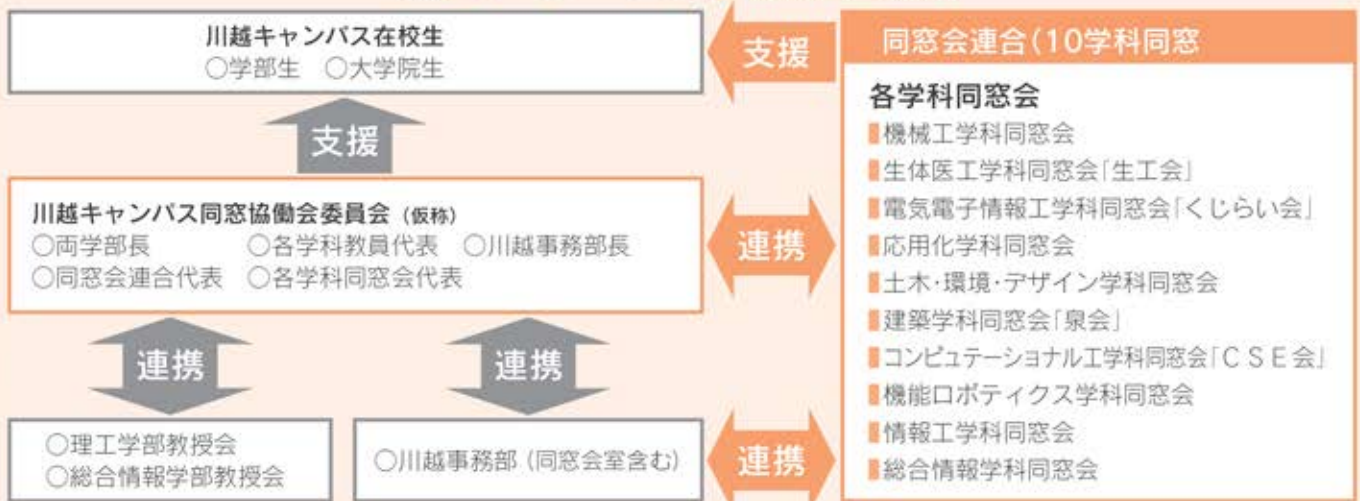 川越キャンパス在校生
○学部生 ○大学院生
支援
支援
川越キャンパス同窓協働会委員会（仮称）
○両学部長 ○各学科教員代表 ○川越事務部長
○同窓会連合代表 ○各学科同窓会代表
連携
連携
連携
○理工学部教授会
○総合情報学部教授会
○川越事務部（同窓会室含む）
連携
同窓会連合（10学科同窓
各学科同窓会
■機械工学科同窓会
■生体医工学科同窓会「生工会」
■電気電子情報工学科同窓会「くじらい会」
■応用化学科同窓会
■土木・環境・デザイン学科同窓会
■建築学科同窓会「泉会」
■コンピュテーショナル工学科同窓会「ＣＳＥ会」
■機能ロボティクス学科同窓会
■情報工学科同窓会
■総合情報学科同窓会